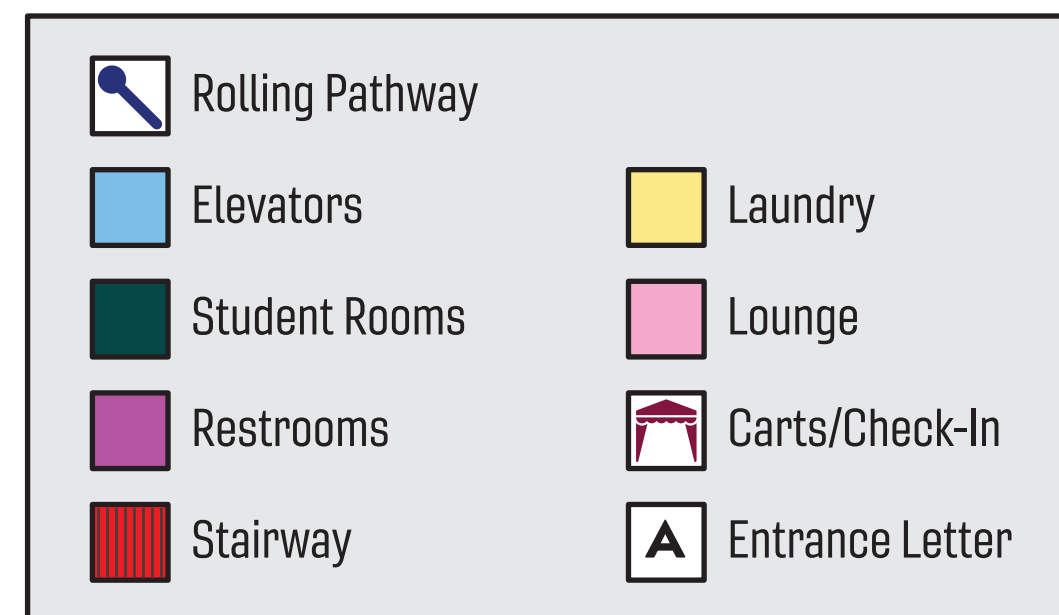 Rolling Pathway
Elevators
Student Rooms
Restrooms
Stairway
Laundry
Lounge
Carts/Check-In
A Entrance Letter